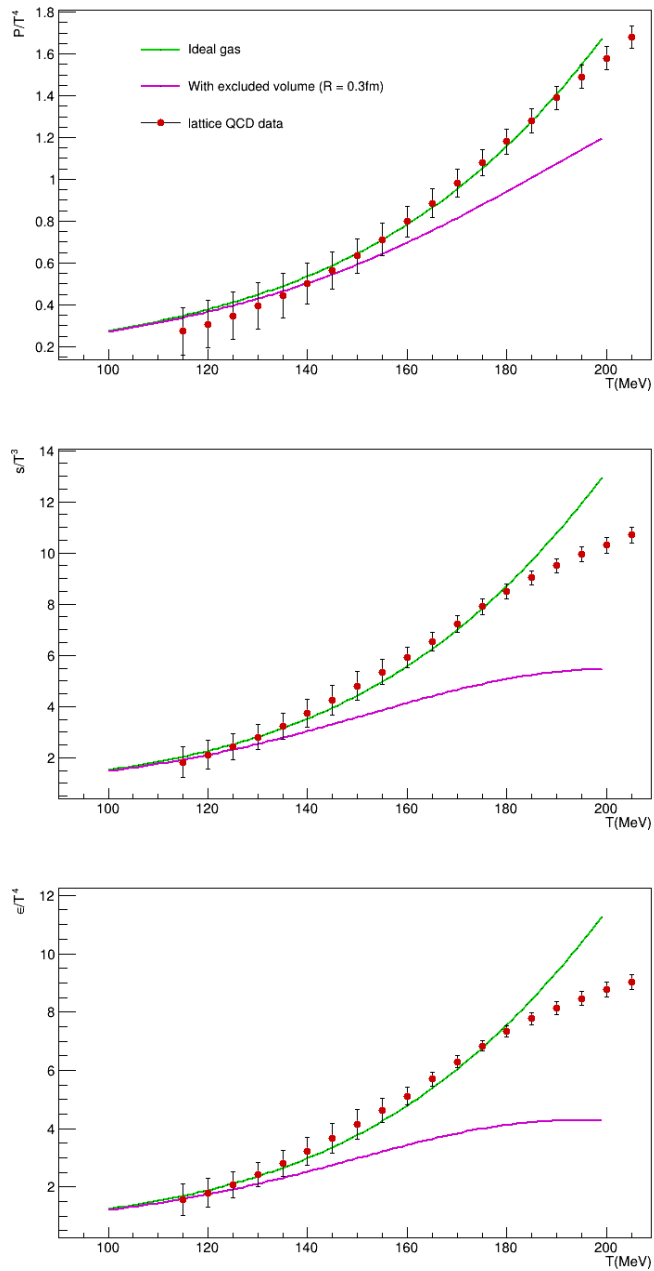 P/T⁴
1.8
1.6
1.4
1.2
1
0.8
0.6
0.4
0.2
Ideal gas
With excluded volume (R = 0.3fm)
lattice QCD data
100 120 140 160 180 200
T(MeV)
s/T³
14
12
10
8
6
4
2
100 120 140 160 180 200
T(MeV)
ϵ/T⁴
12
10
8
6
4
2
100 120 140 160 180 200
T(MeV)